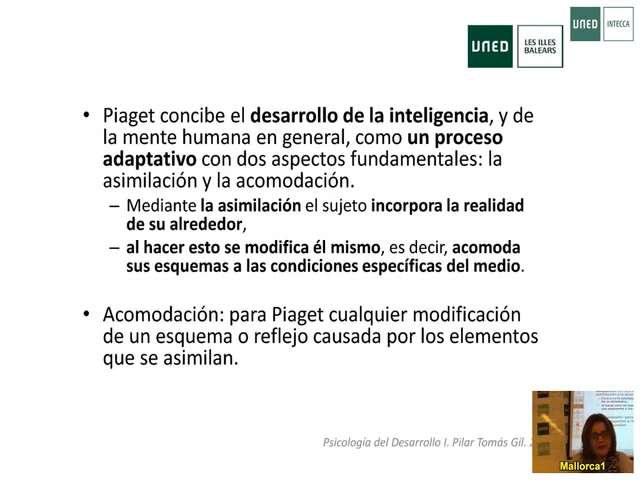 UNED
LES ILLES
BALEARS
UNED
INTECCA
• Piaget concibe el desarrollo de la inteligencia, y de
la mente humana en general, como un proceso
adaptativo con dos aspectos fundamentales: la
asimilación y la acomodación.
– Mediante la asimilación el sujeto incorpora la realidad
de su alrededor,
– al hacer esto se modifica él mismo, es decir, acomoda
sus esquemas a las condiciones específicas del medio.
• Acomodación: para Piaget cualquier modificación
de un esquema o reflejo causada por los elementos
que se asimilan.
Psicología del Desarrollo I. Pilar Tomás Gil.
Mallorca1